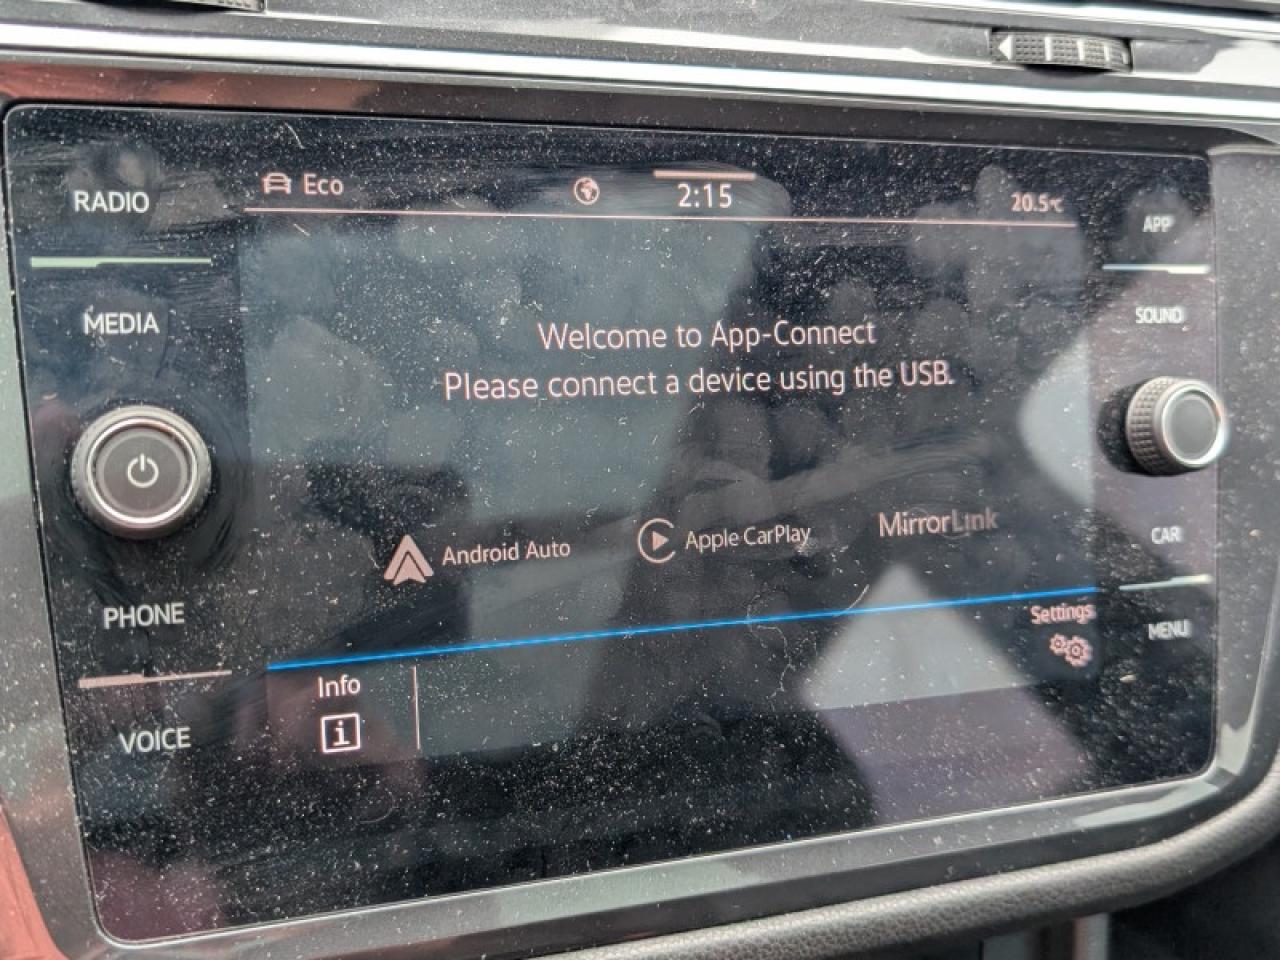 RADIO
MEDIA
PHONE
VOICE
Eco
2:15
20.5°C
Welcome to App-Connect
Please connect a device using the USB.
Android Auto
Apple CarPlay
MirrorLink
Info
i
Settings
APP
SOUND
CAR
MENU